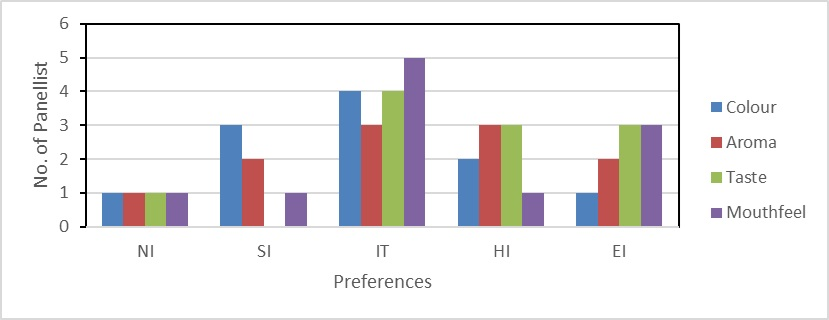 6
5
4
3
2
1
0
No. of Panellist
NI SI IT HI EI
Preferences
Colour
Aroma
Taste
Mouthfeel